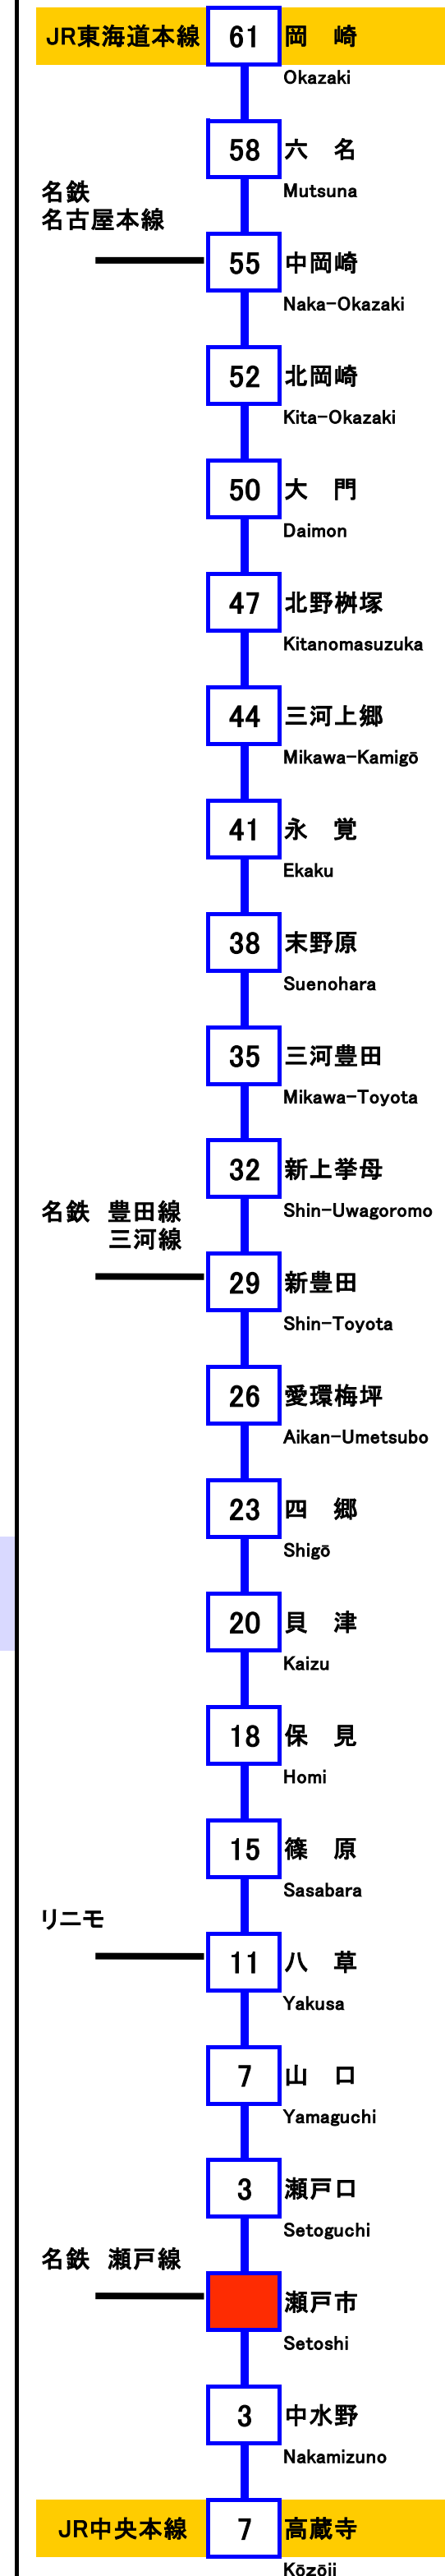 JR東海道本線 61 岡 崎
Okazaki
58 六 名
Mutsuna
名鉄
名古屋本線
55 中岡崎
Naka-Okazaki
52 北岡崎
Kita-Okazaki
50 大 門
Daimon
47 北野桝塚
Kitanomasuzuka
44 三河上郷
Mikawa-Kamigō
41 永 覚
Ekaku
38 末野原
Suenohara
35 三河豊田
Mikawa-Toyota
32 新上挙母
Shin-Uwagoromo
名鉄 豊田線
三河線
29 新豊田
Shin-Toyota
26 愛環梅坪
Aikan-Umetsubo
23 四 郷
Shigō
20 貝 津
Kaizu
18 保 見
Homi
15 篠 原
Sasabara
リニモ
11 八 草
Yakusa
7 山 口
Yamaguchi
3 瀬戸口
Setoguchi
名鉄 瀬戸線
瀬戸市
Setoshi
3 中水野
Nakamizuno
JR中央本線 7 高蔵寺
Kōzōji